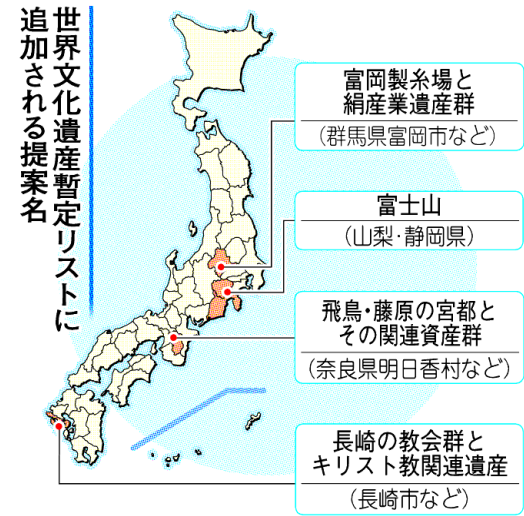 世界文化遺産暫定リストに
追加される提案名
富岡製糸場と
絹産業遺産群
(群馬県富岡市など)
富士山
(山梨・静岡県)
飛鳥・藤原の宮都と
その関連資産群
(奈良県明日香村など)
長崎の教会群と
キリスト教関連遺産
(長崎市など)